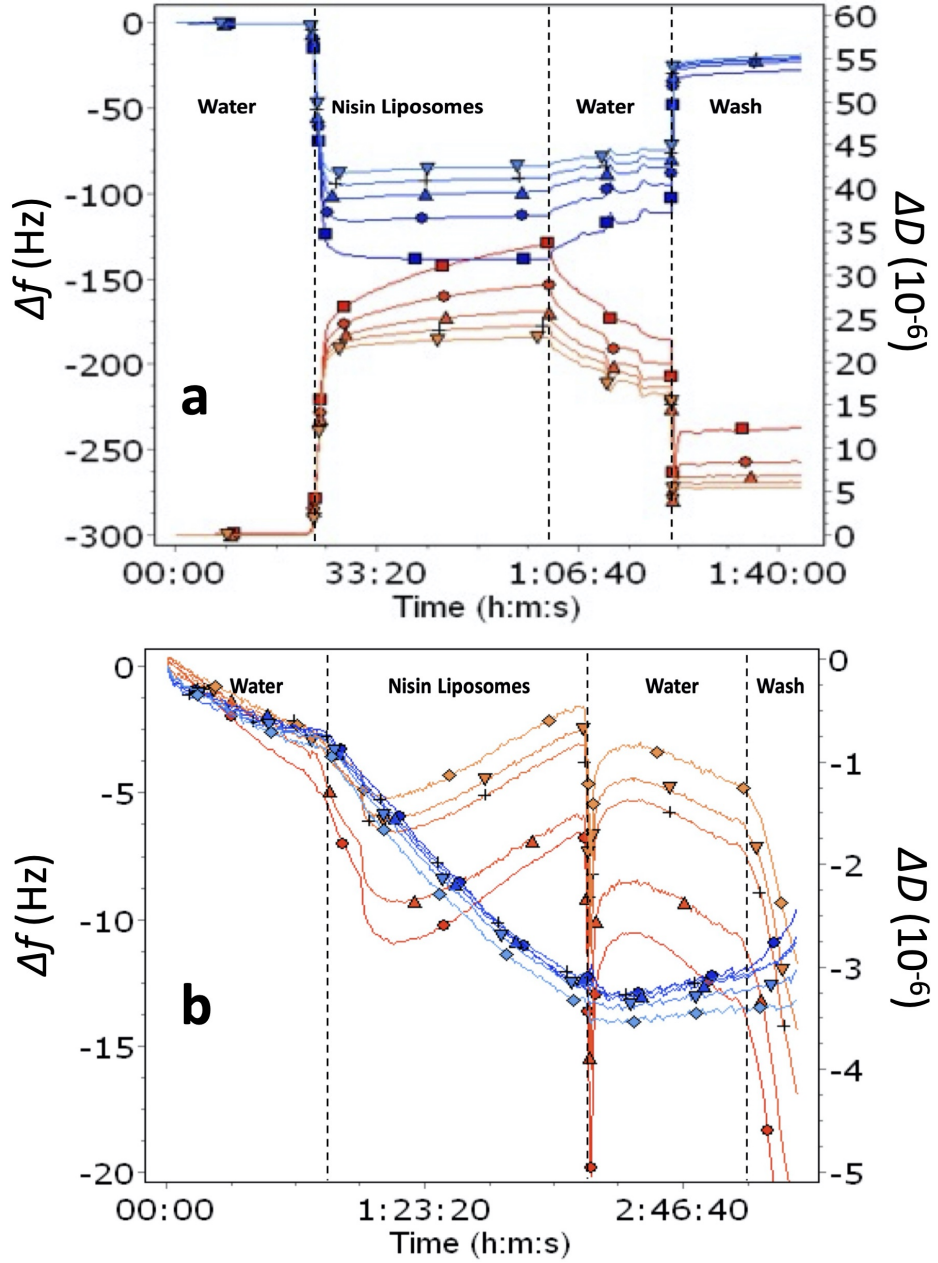 0
-50
-100
-150
-200
-250
-300
Δf (Hz)
60
55
50
45
40
35
30
25
20
15
10
5
0
ΔD (10-6)
Water
Nisin Liposomes
Water
Wash
a
00:00
33:20
1:06:40
1:40:00
Time (h:m:s)
0
-5
-10
-15
-20
Δf (Hz)
0
-1
-2
-3
-4
-5
ΔD (10-6)
Water
Nisin Liposomes
Water
Wash
b
00:00
1:23:20
2:46:40
Time (h:m:s)